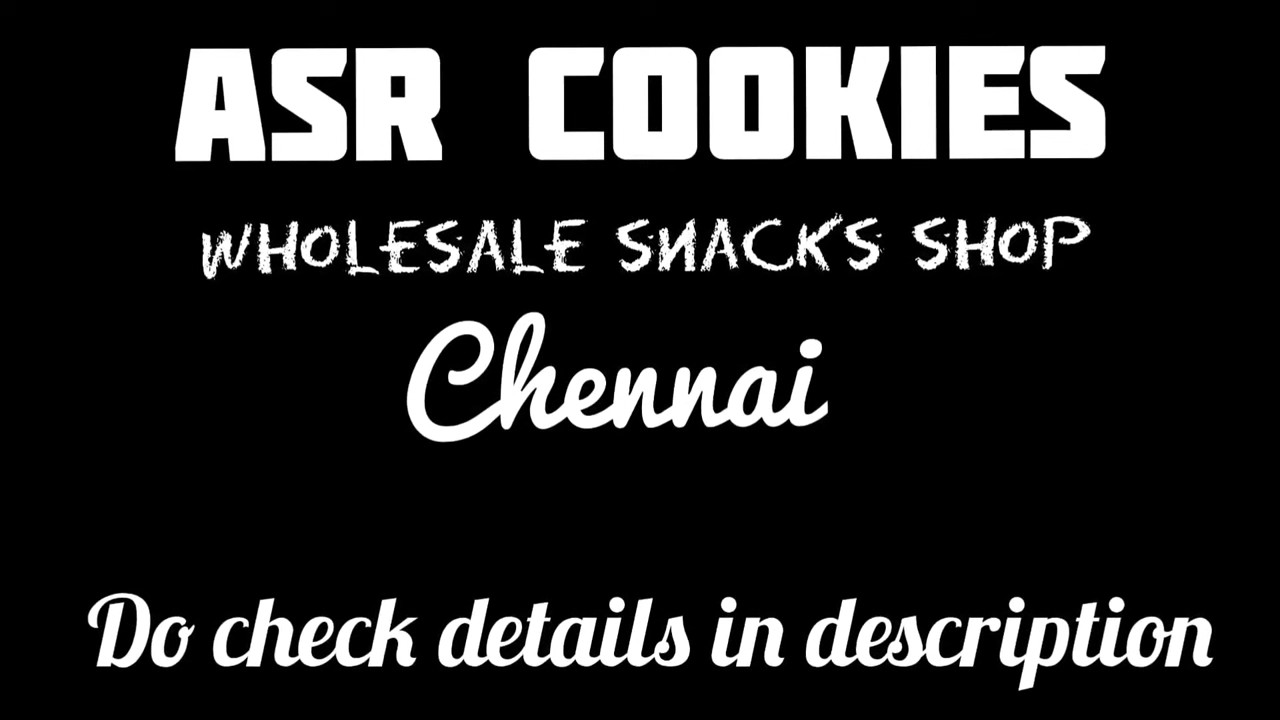 ASR COOKIES
WHOLESALE SNACKS SHOP
Chennai
Do check details in description